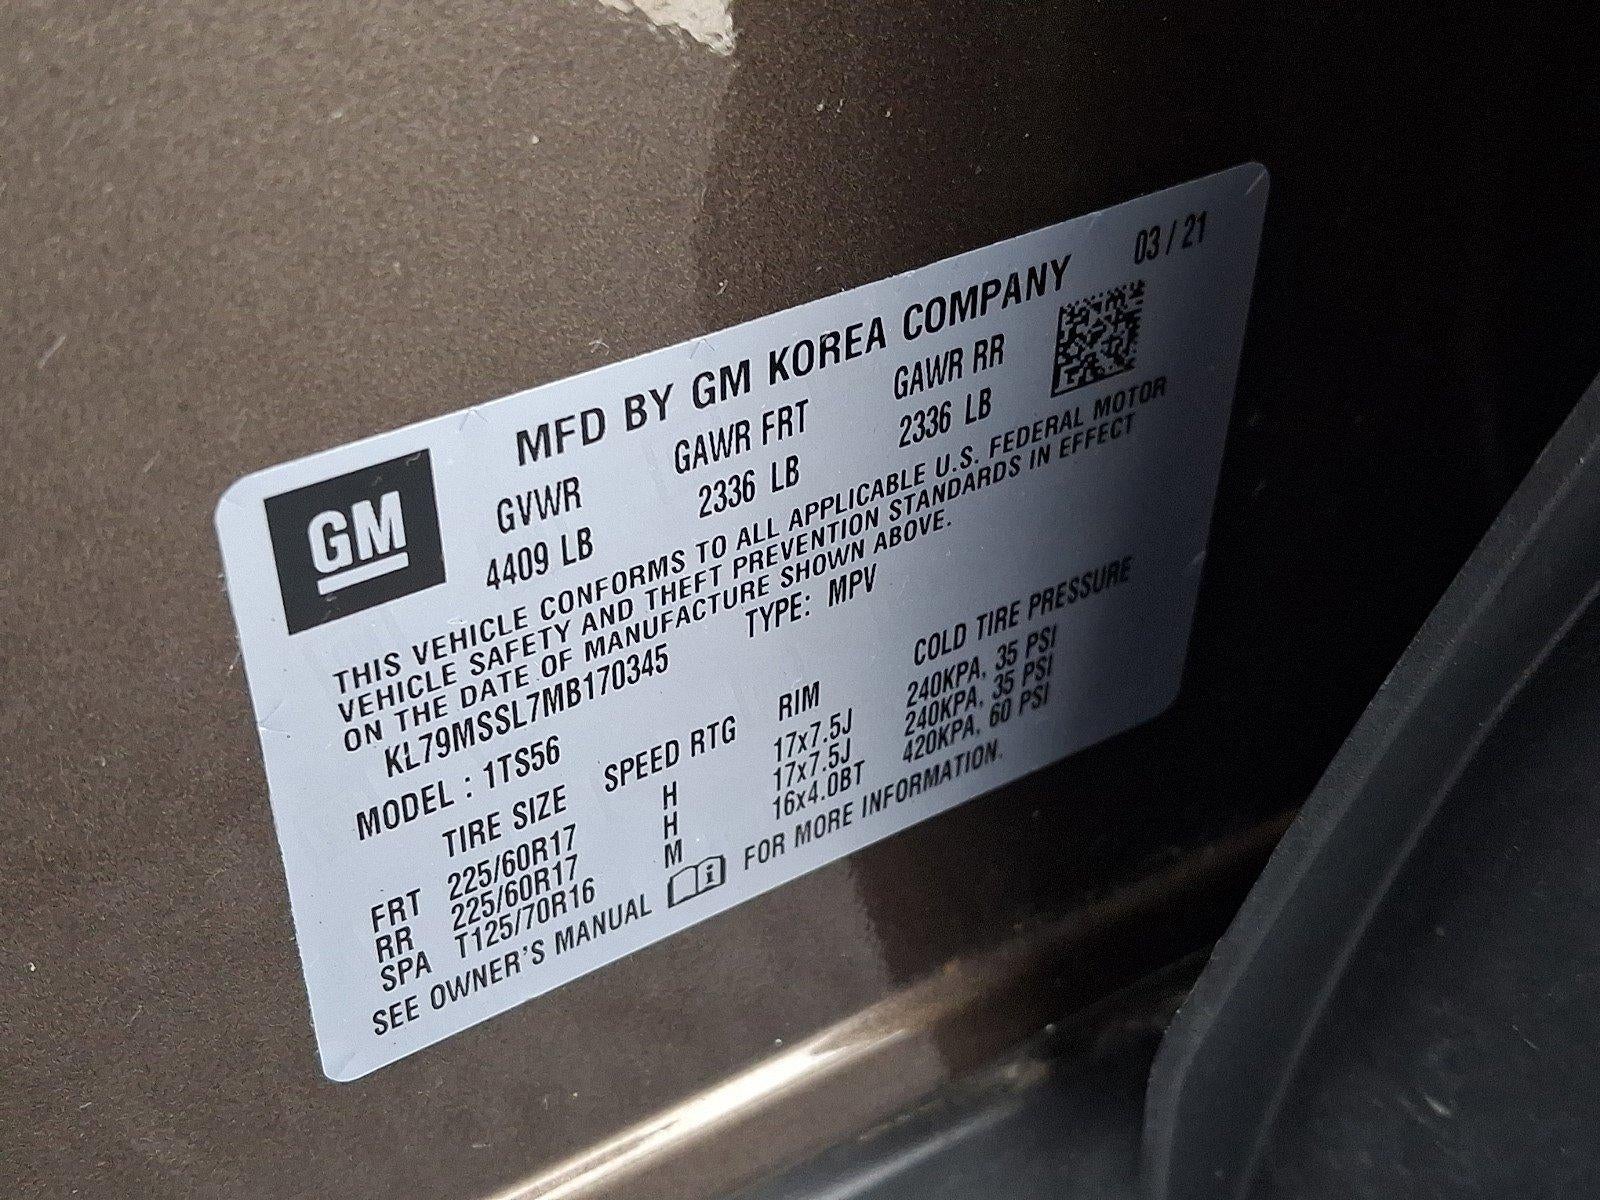 03 / 21
MFD BY GM KOREA COMPANY
GM
GVWR GAWR FRT GAWR RR
4409 LB 2336 LB 2336 LB
THIS VEHICLE CONFORMS TO ALL APPLICABLE U.S. FEDERAL MOTOR
VEHICLE SAFETY AND THEFT PREVENTION STANDARDS IN EFFECT
ON THE DATE OF MANUFACTURE SHOWN ABOVE.
KL79MSSL7MB170345 TYPE: MPV
MODEL : 1TS56
TIRE SIZE SPEED RTG RIM COLD TIRE PRESSURE
FRT 225/60R17 H 17x7.5J 240KPA, 35 PSI
RR 225/60R17 H 17x7.5J 240KPA, 35 PSI
SPA T125/70R16 M 16x4.0BT 420KPA, 60 PSI
SEE OWNER'S MANUAL i FOR MORE INFORMATION.